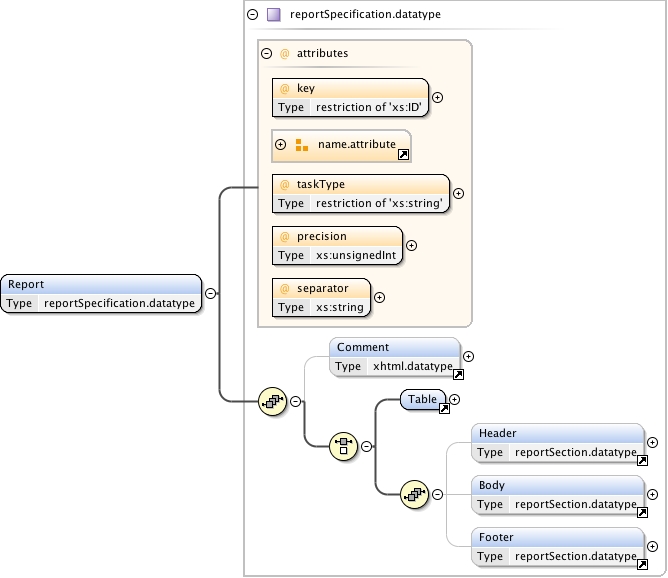 reportSpecification.datatype
@ attributes
@ key
Type restriction of 'xs:ID'
name.attribute
@ taskType
Type restriction of 'xs:string'
@ precision
Type xs:unsignedInt
@ separator
Type xs:string
Report
Type reportSpecification.datatype
Comment
Type xhtml.datatype
Table
Header
Type reportSection.datatype
Body
Type reportSection.datatype
Footer
Type reportSection.datatype